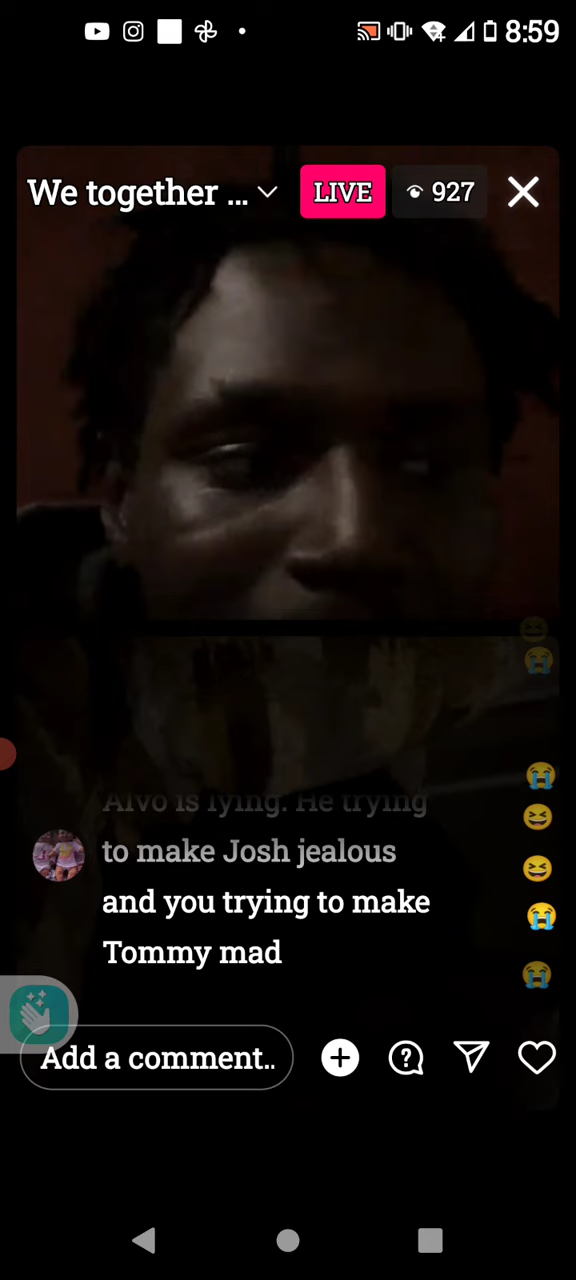 8:59
We together ... LIVE 927
Alvo is lying. He trying
to make Josh jealous
and you trying to make
Tommy mad
Add a comment..